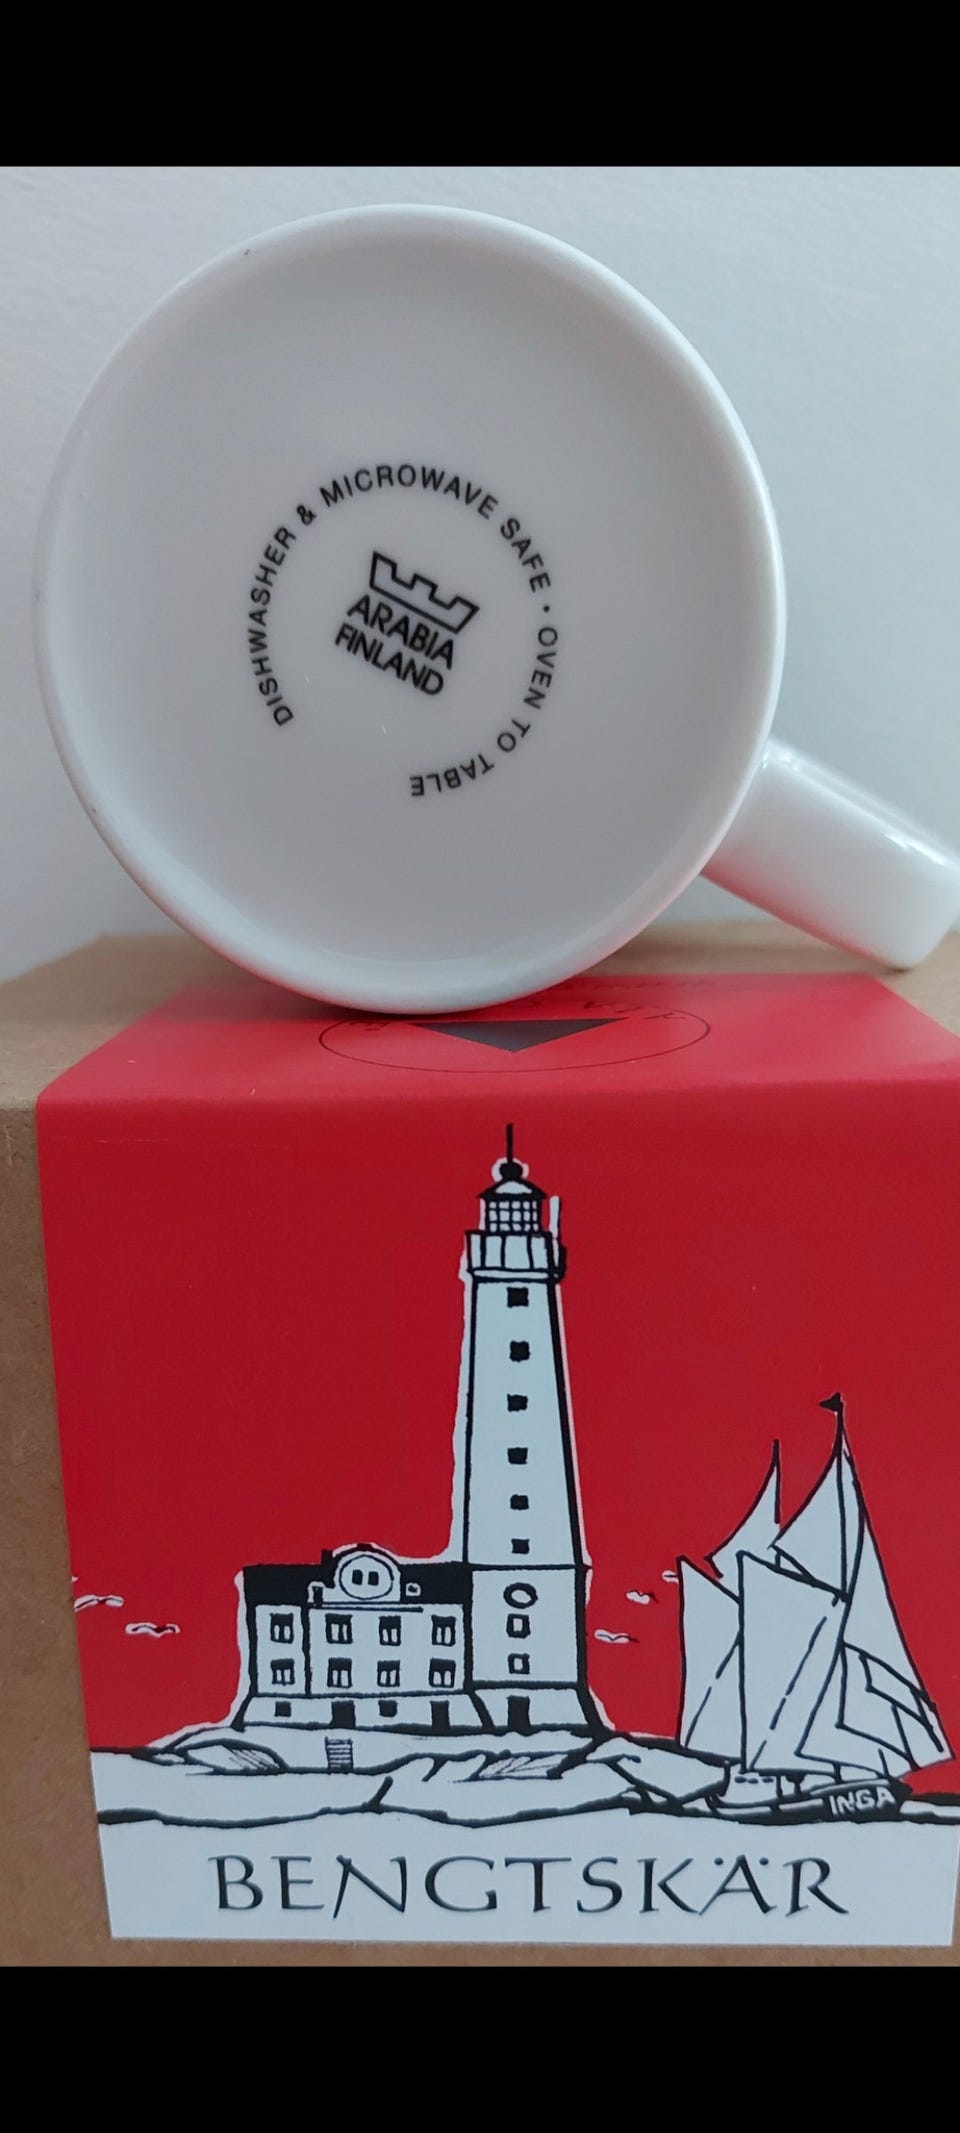 DISHWASHER & MICROWAVE SAFE · OVEN TO TABLE
ARABIA
FINLAND
INGA
BENGTSKÄR